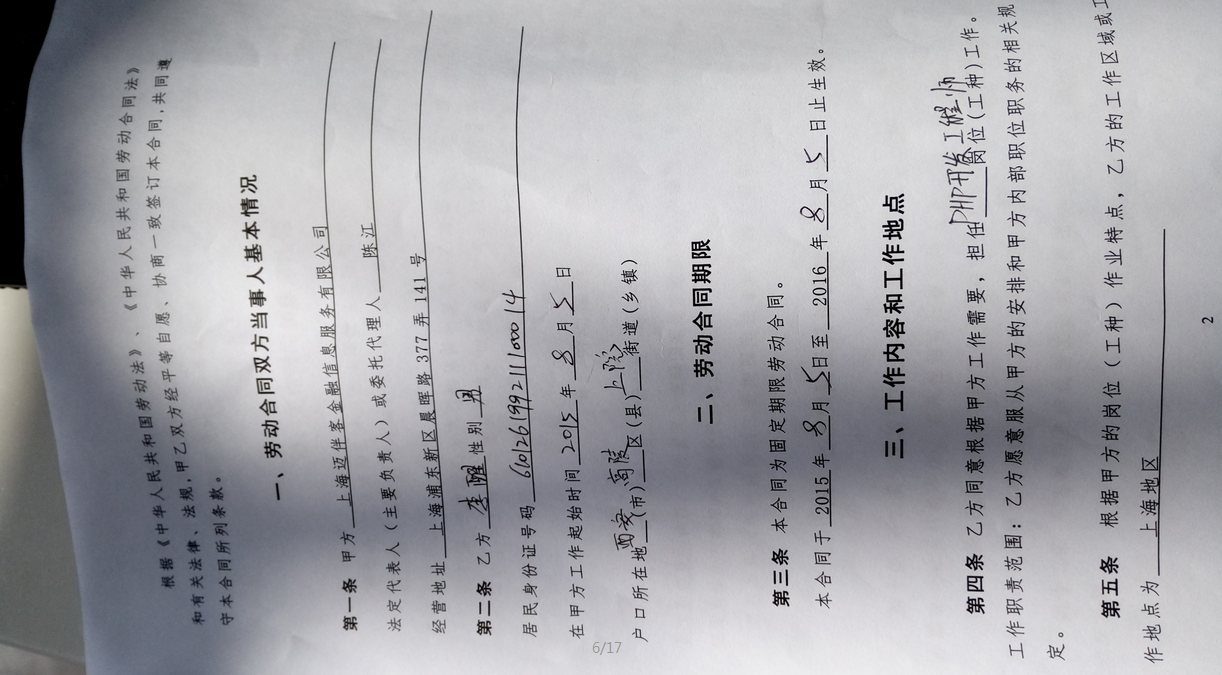 根据《中华人民共和国劳动法》、《中华人民共和国劳动合同法》
和有关法律、法规,甲乙双方经平等自愿、协商一致签订本合同,共同遵
守本合同所列条款。
一、劳动合同双方当事人基本情况
第一条 甲方 上海迈伴客金融信息服务有限公司
法定代表人（主要负责人）或委托代理人 陈江
经营地址 上海浦东新区晨晖路 377 弄 141 号
第二条 乙方 李 性别 男
居民身份证号码 610126199211110014
在甲方工作起始时间 2015 年 8 月 5 日
户口所在地 西安 (市) 高陵 区(县) 上院 街道(乡镇)
二、劳动合同期限
第三条 本合同为固定期限劳动合同。
本合同于 2015 年 8 月 5 日至 2016 年 8 月 5 日止生效。
三、工作内容和工作地点
第四条 乙方同意根据甲方工作需要，担任 PHP开发工程师 岗位(工种)工作。
工作职责范围：乙方愿意服从甲方的安排和甲方内部职位职务的相关规
定。
第五条 根据甲方的岗位（工种）作业特点，乙方的工作区域或工
作地点为 上海地区
2
6/17